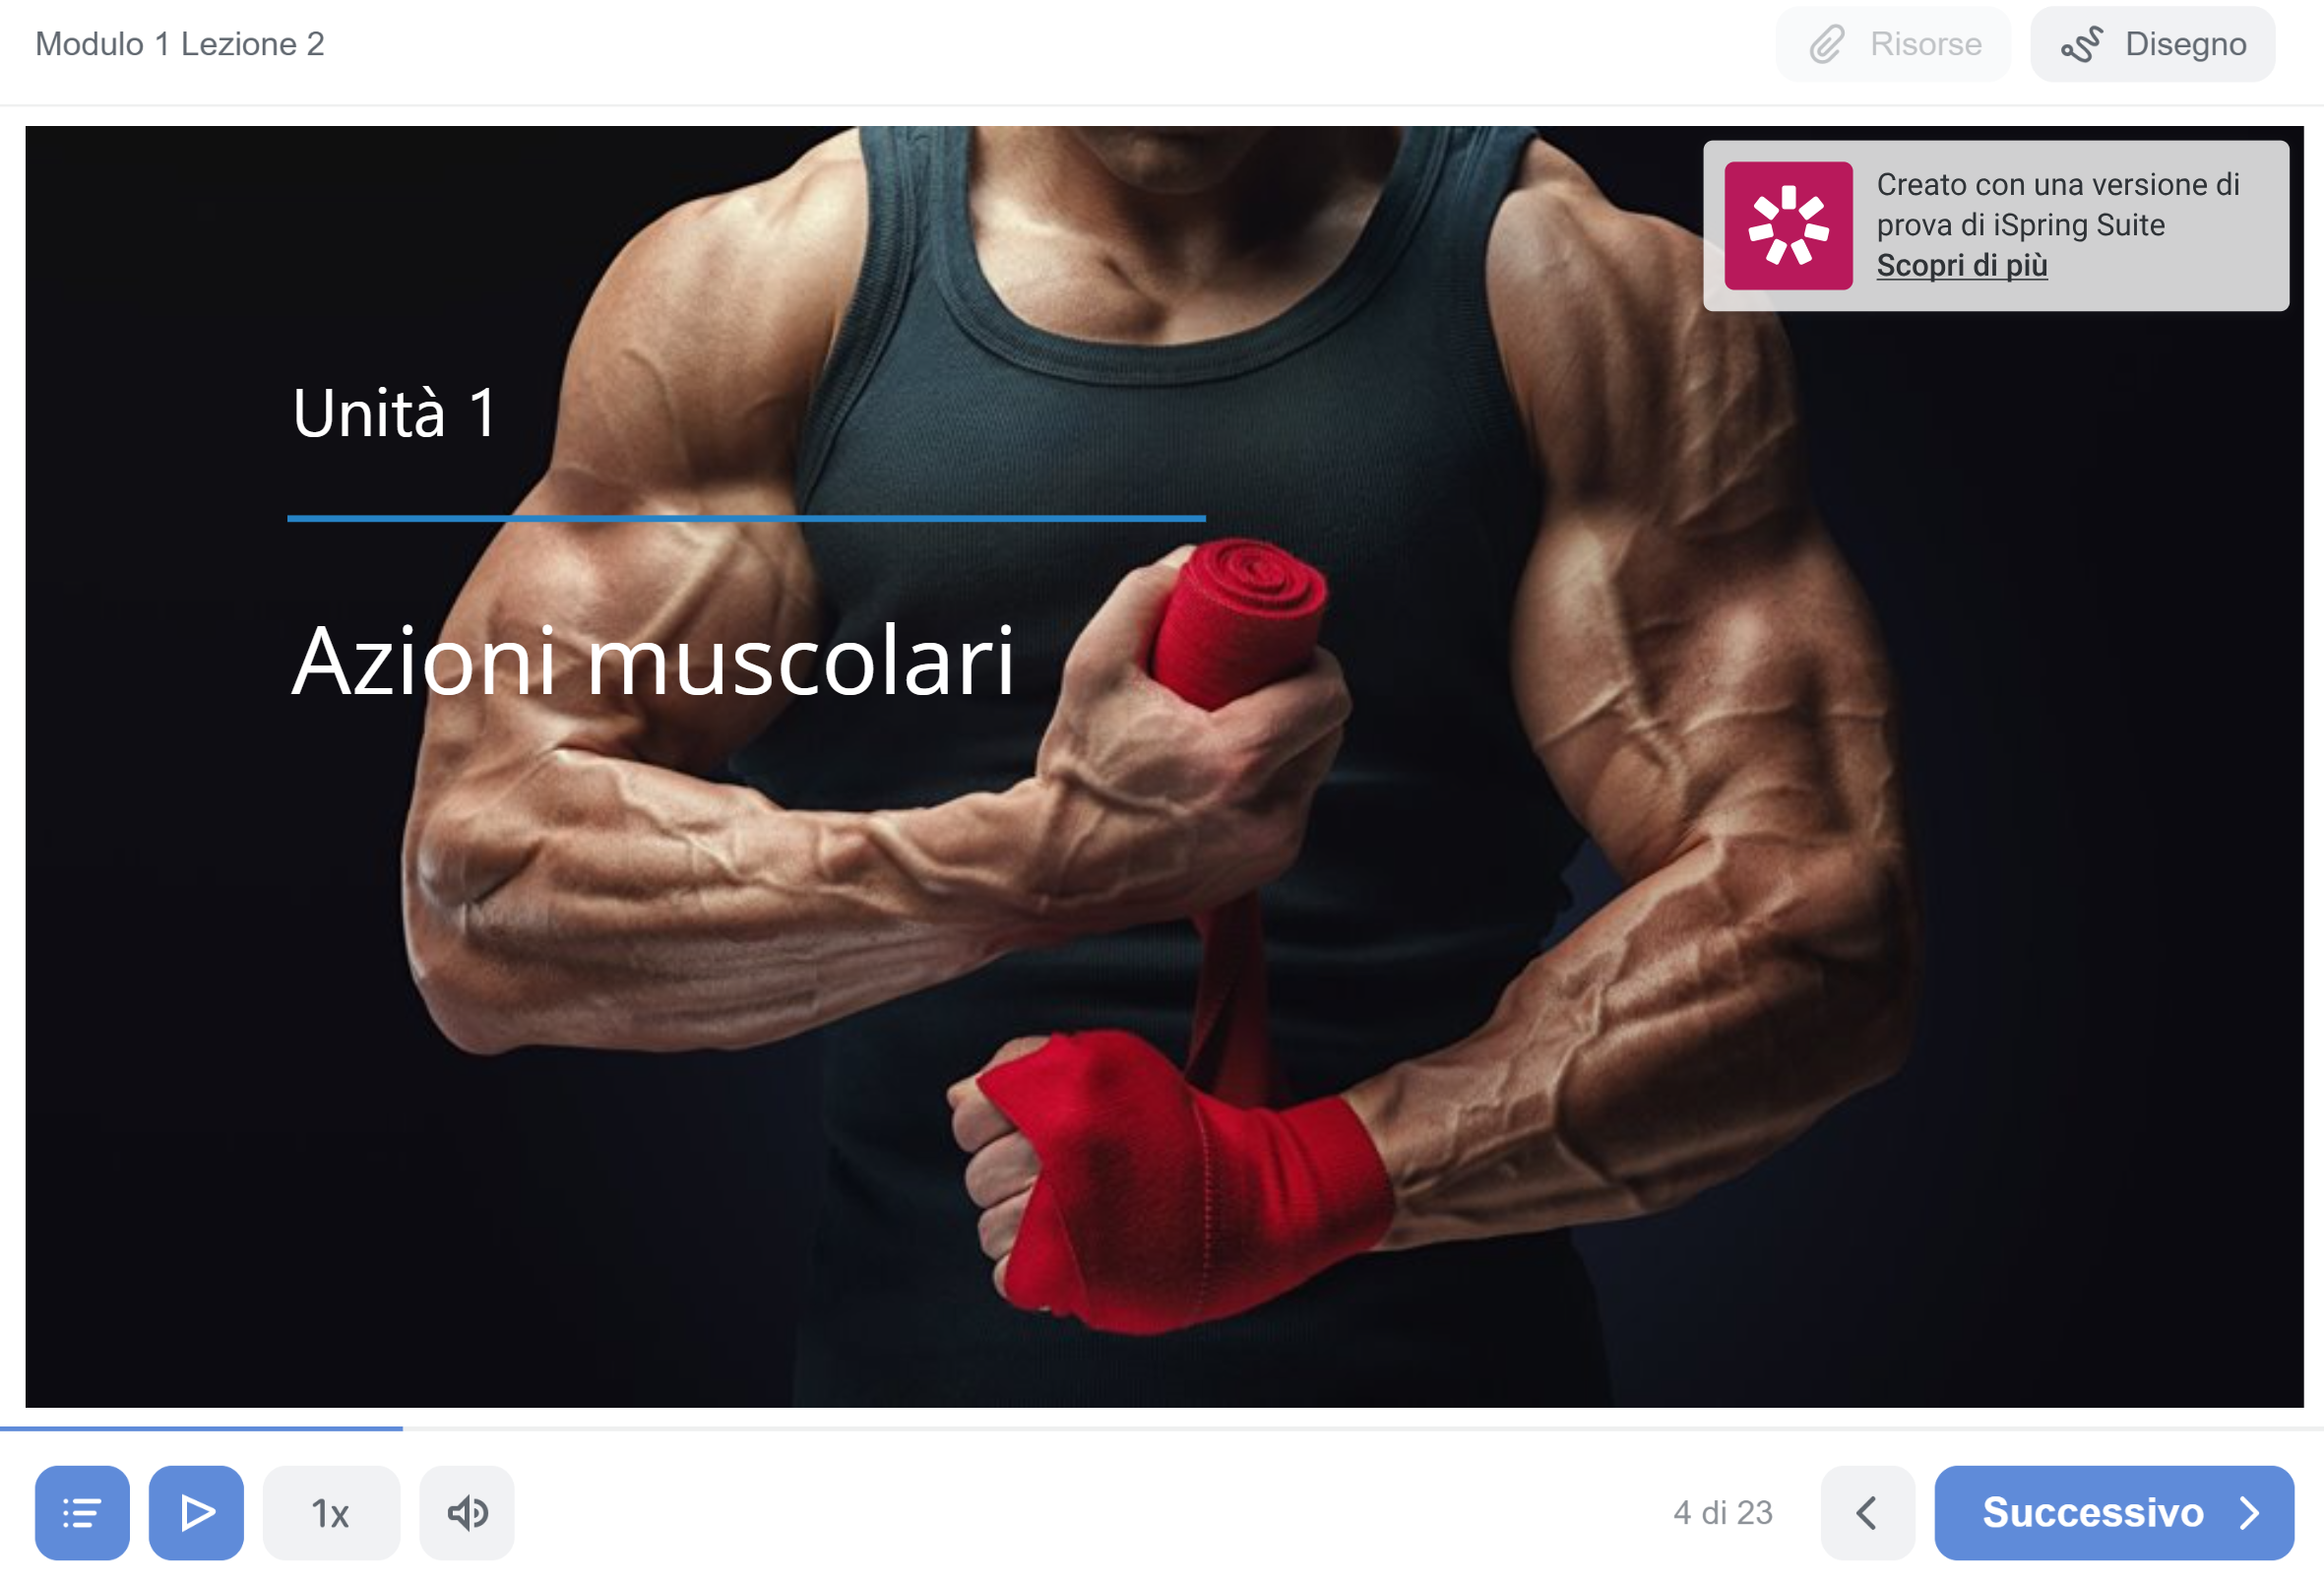 Modulo 1 Lezione 2
Risorse
Disegno
Creato con una versione di
prova di iSpring Suite
Scopri di più
Unità 1
Azioni muscolari
1x
4 di 23
Successivo